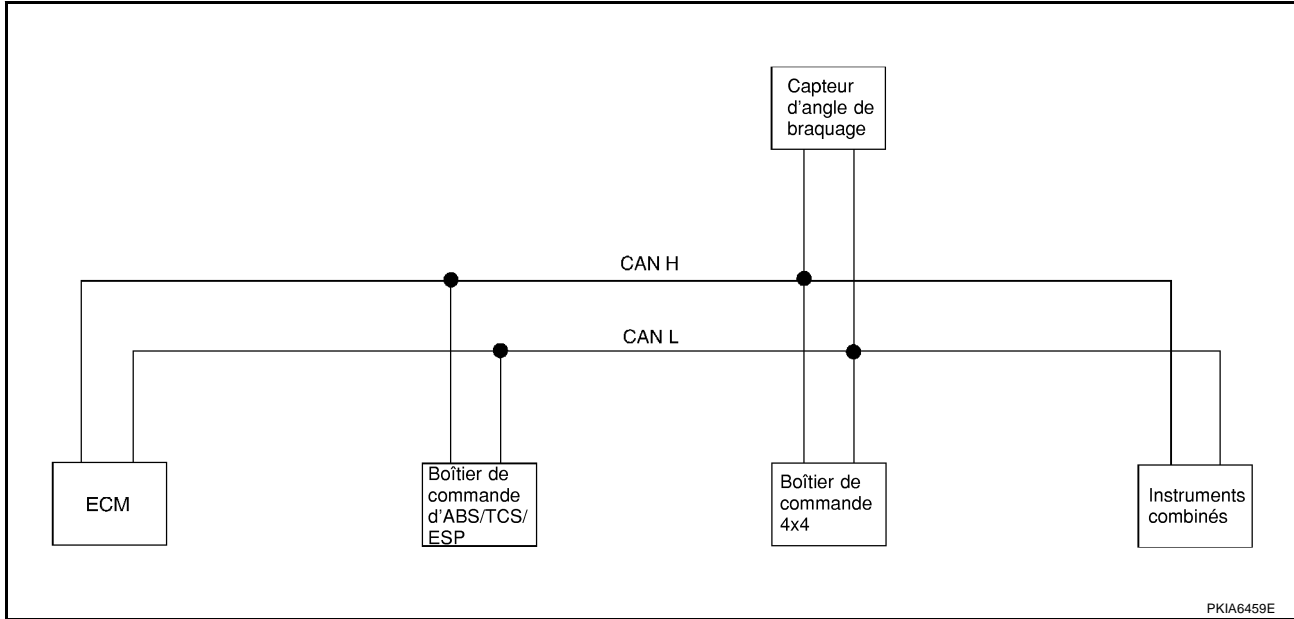 Capteur
d'angle de
braquage
CAN H
CAN L
ECM
Boîtier de
commande
d'ABS/TCS/
ESP
Boîtier de
commande
4x4
Instruments
combinés
PKIA6459E